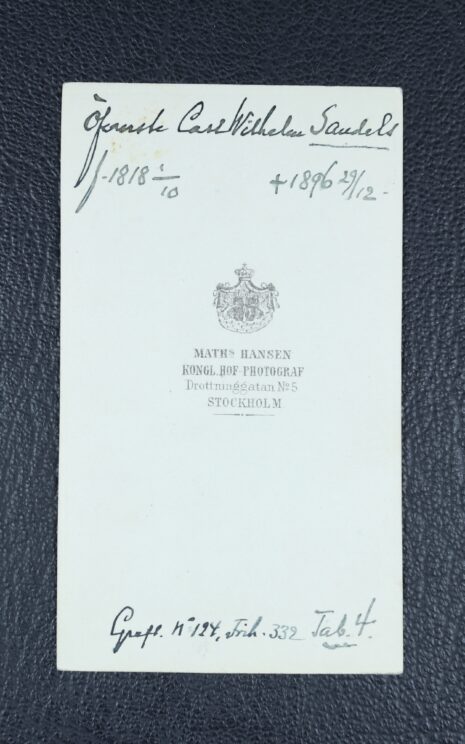 Öfverste Carl Wilhelm Sandels
f. 1818 1/10 +1896 29/12 -
MATHS HANSEN
KONGL. HOF-PHOTOGRAF
Drottninggatan No 5
STOCKHOLM
Grefl. No 124, Frih. 332 Tab. 4.